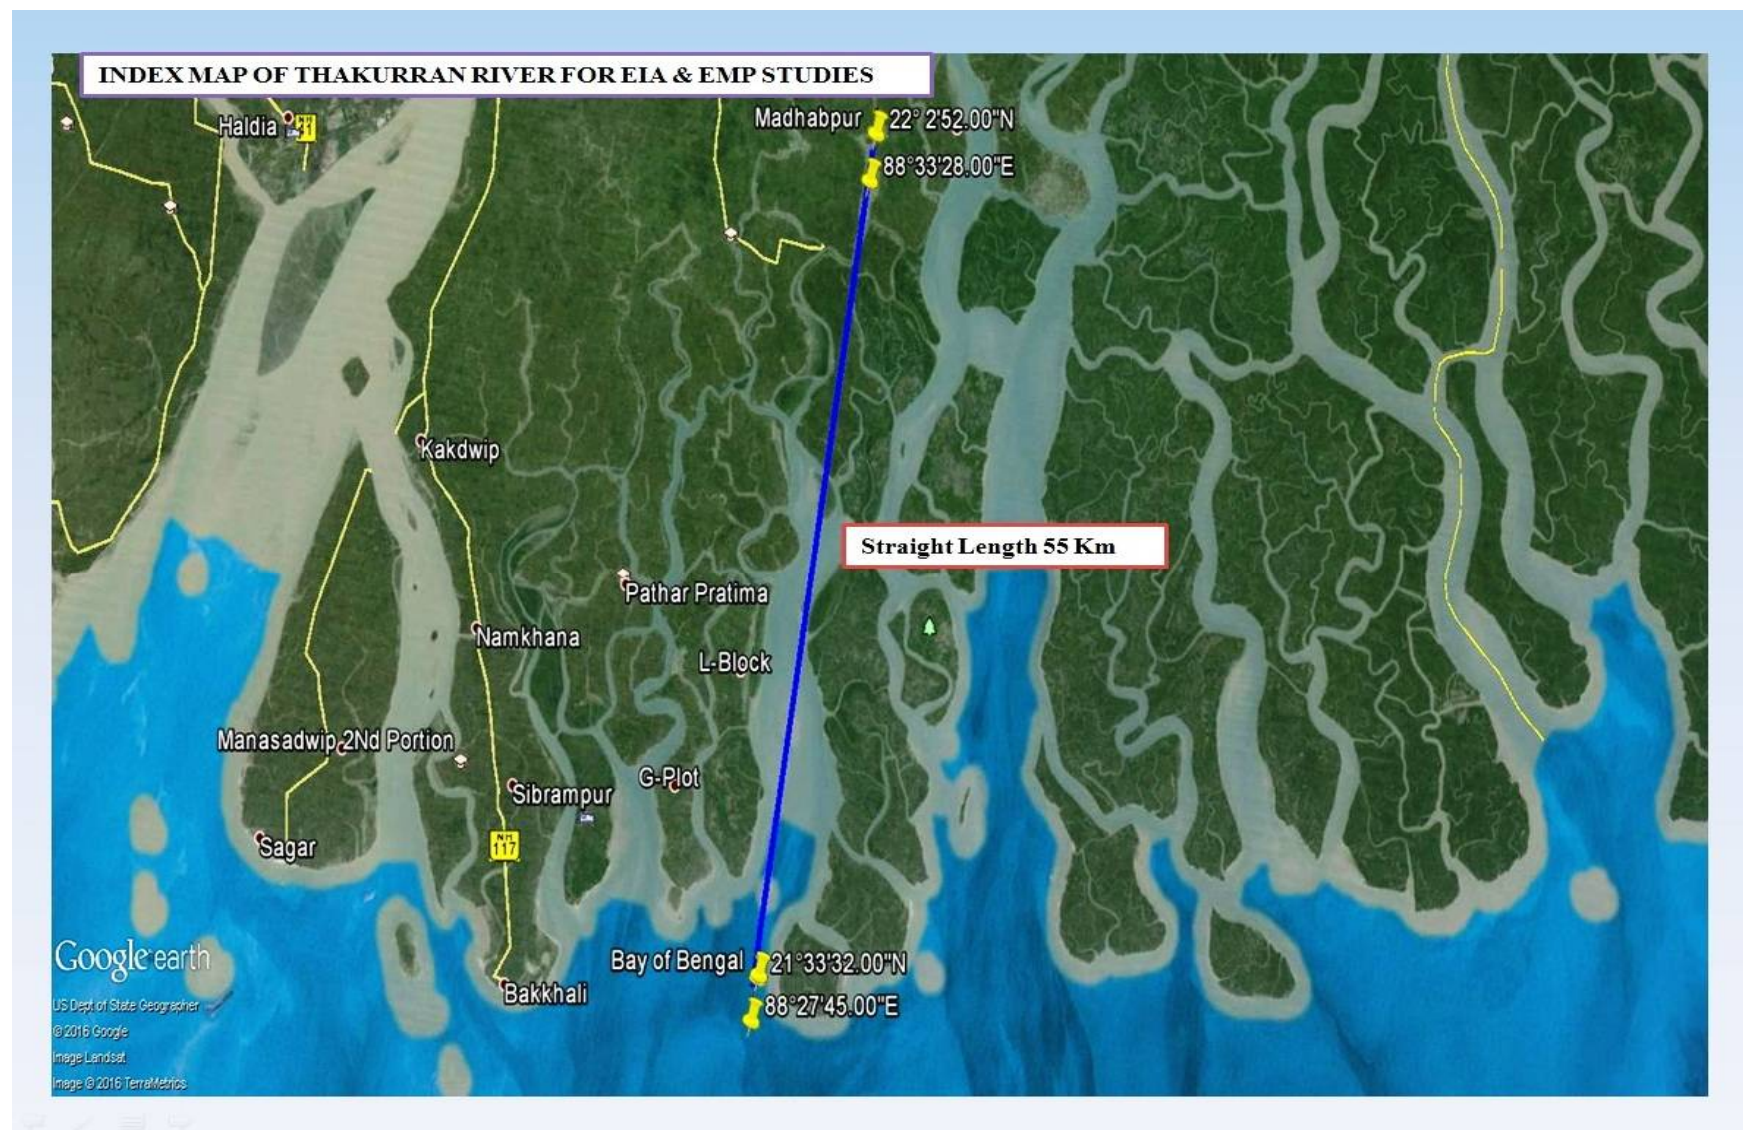 INDEX MAP OF THAKURRAN RIVER FOR EIA & EMP STUDIES
Haldia
Madhabpur 22° 2'52.00"N
88°33'28.00"E
Kakdwip
Straight Length 55 Km
Pathar Pratima
Namkhana
L-Block
Manasadwip 2Nd Portion
G-Plot
Sibrampur
NH
117
Sagar
Bay of Bengal 21°33'32.00"N
Bakkhali
88°27'45.00"E
Google earth
US Dept of State Geographer
© 2016 Google
Image Landsat
Image © 2016 TerraMetrics